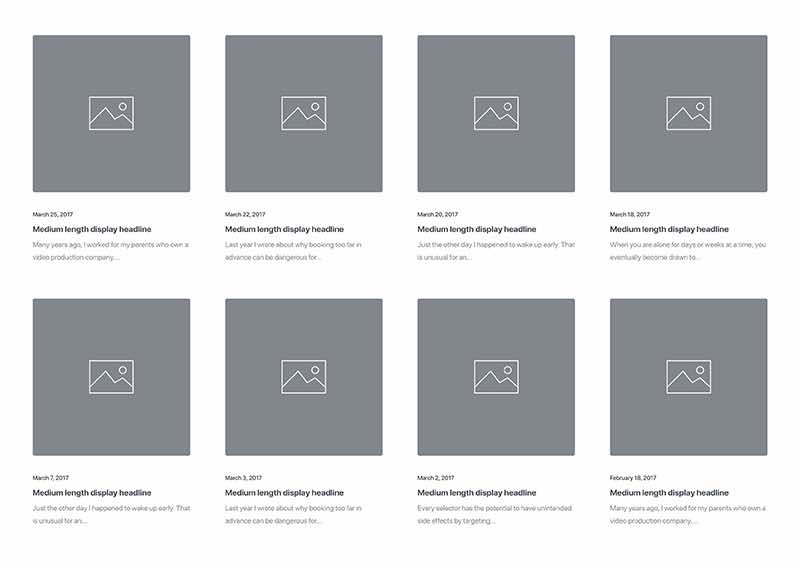 March 25, 2017
Medium length display headline
Many years ago, I worked for my parents who own a
video production company....
March 22, 2017
Medium length display headline
Last year I wrote about why booking too far in
advance can be dangerous for...
March 20, 2017
Medium length display headline
Just the other day I happened to wake up early. That
is unusual for an...
March 18, 2017
Medium length display headline
When you are alone for days or weeks at a time, you
eventually become drawn to...
March 7, 2017
Medium length display headline
Just the other day I happened to wake up early. That
is unusual for an...
March 3, 2017
Medium length display headline
Last year I wrote about why booking too far in
advance can be dangerous for...
March 2, 2017
Medium length display headline
Every selector has the potential to have unintended
side effects by targeting...
February 18, 2017
Medium length display headline
Many years ago, I worked for my parents who own a
video production company....